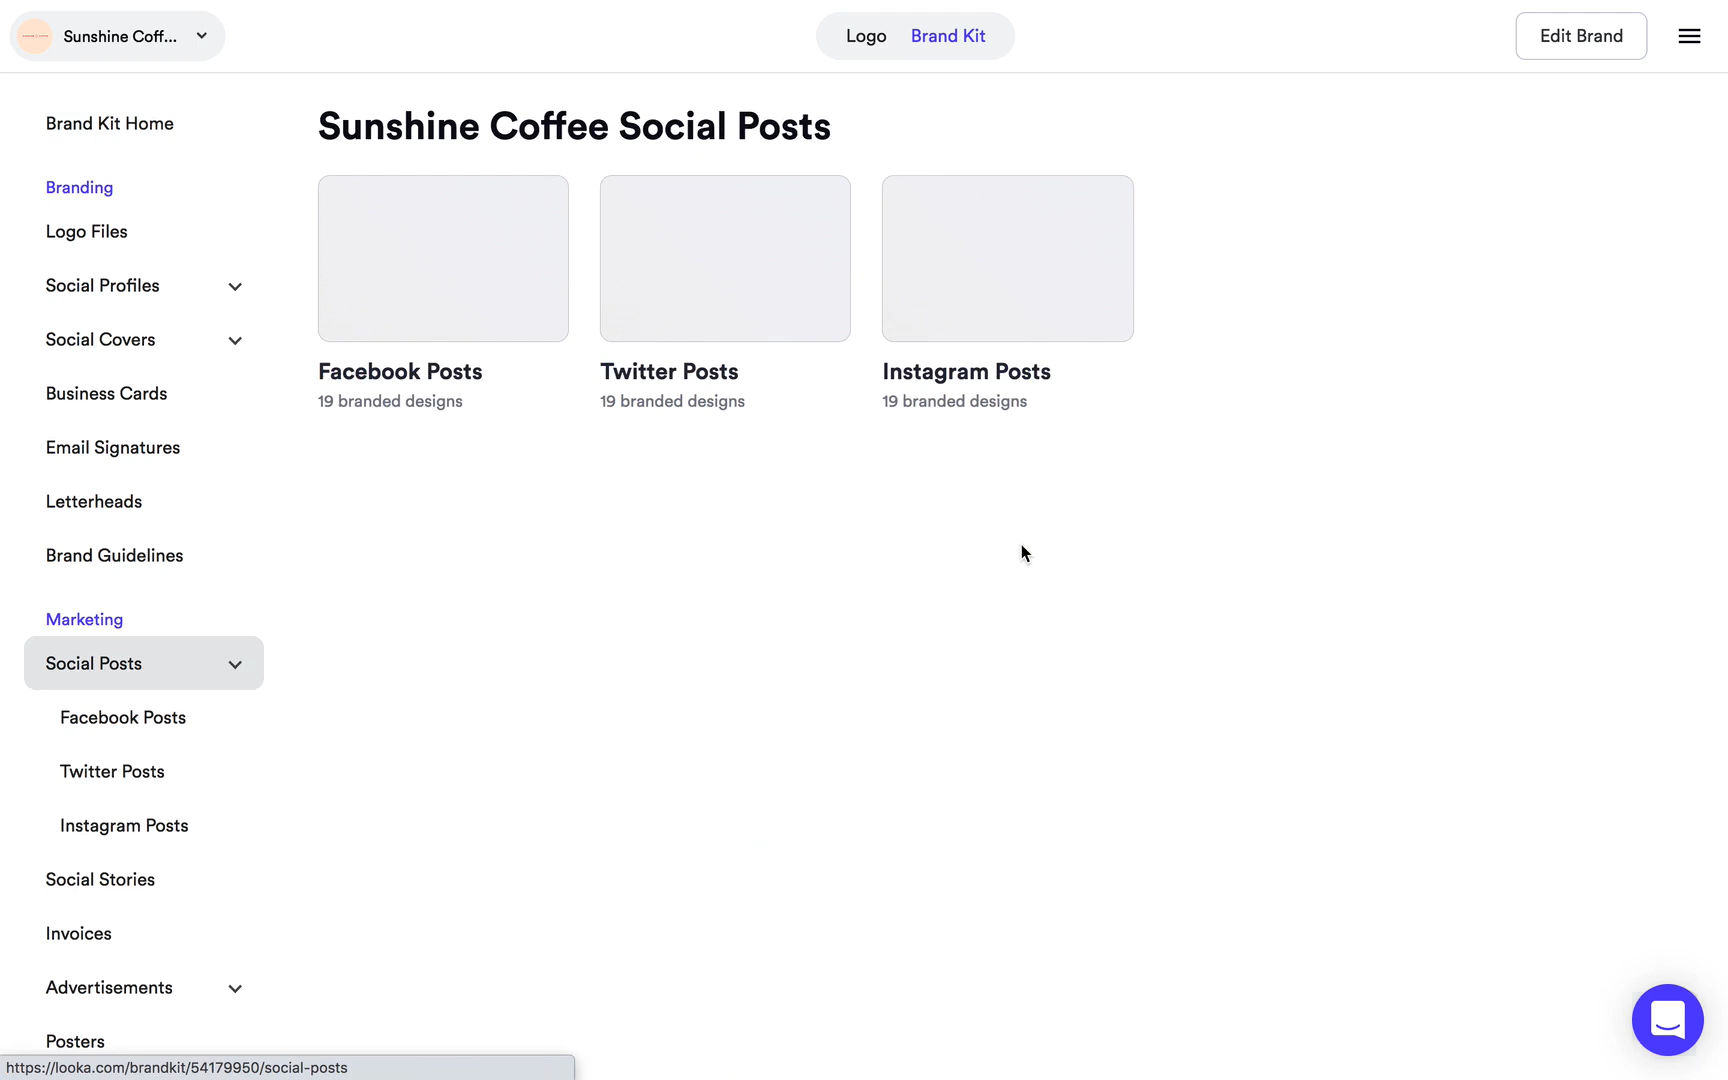 Sunshine Coff...
Logo
Brand Kit
Edit Brand
Brand Kit Home
Branding
Logo Files
Social Profiles
Social Covers
Business Cards
Email Signatures
Letterheads
Brand Guidelines
Marketing
Social Posts
Facebook Posts
Twitter Posts
Instagram Posts
Social Stories
Invoices
Advertisements
Posters
Sunshine Coffee Social Posts
Facebook Posts
19 branded designs
Twitter Posts
19 branded designs
Instagram Posts
19 branded designs
https://looka.com/brandkit/54179950/social-posts